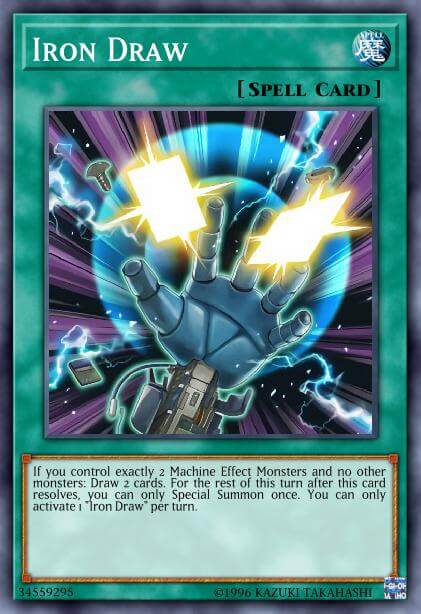 IRON DRAW
SPELL
魔
[SPELL CARD]
If you control exactly 2 Machine Effect Monsters and no other
monsters: Draw 2 cards. For the rest of this turn after this card
resolves, you can only Special Summon once. You can only
activate 1 "Iron Draw" per turn.
34559295
©1996 KAZUKI TAKAHASHI